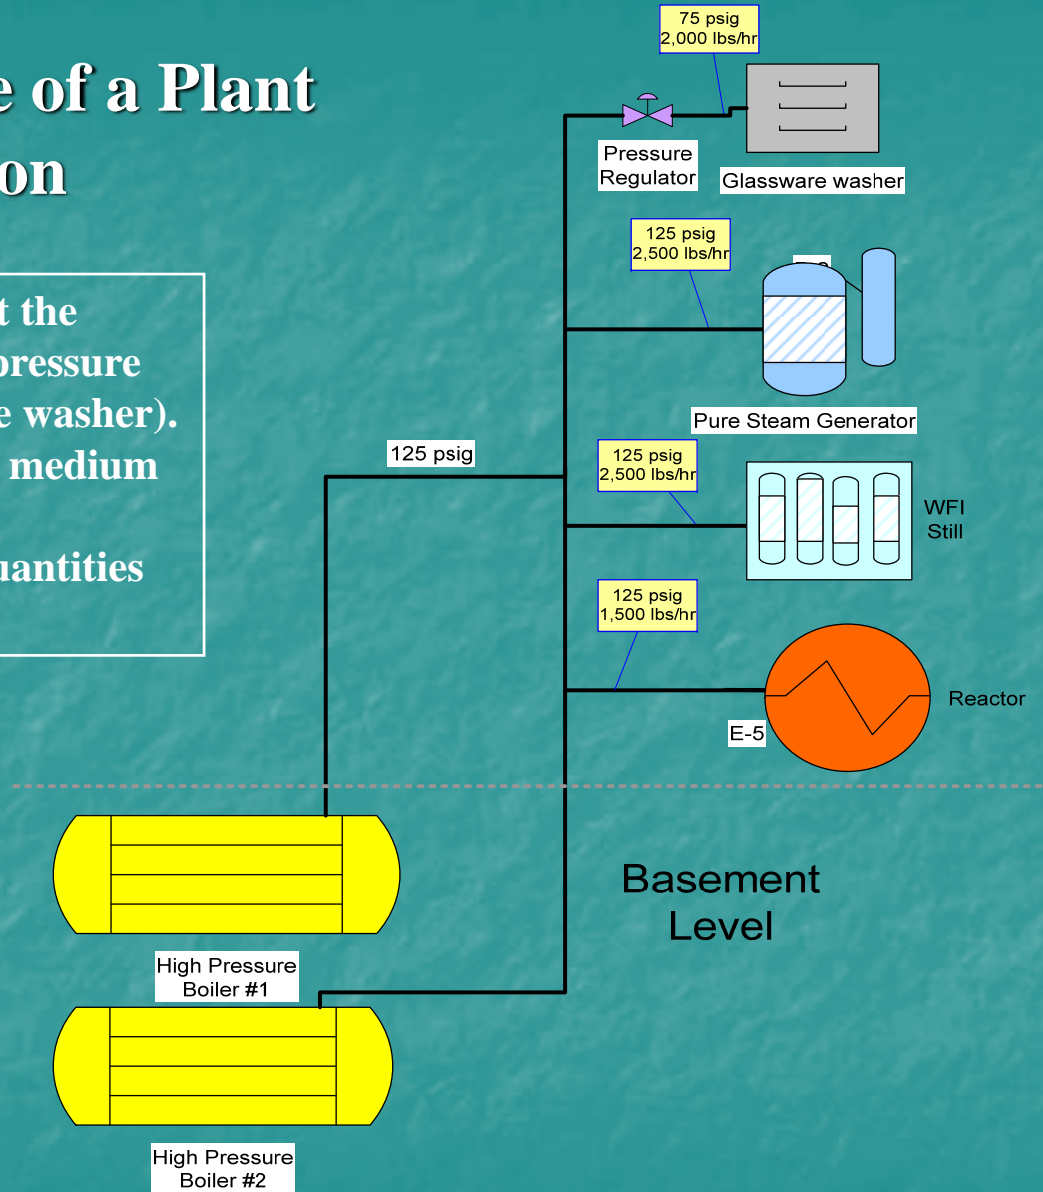 e of a Plant
on
t the
pressure
e washer).
medium
uantities
75 psig
2,000 lbs/hr
Pressure
Regulator
Glassware washer
125 psig
2,500 lbs/hr
Pure Steam Generator
125 psig
125 psig
2,500 lbs/hr
WFI
Still
125 psig
1,500 lbs/hr
Reactor
E-5
Basement
Level
High Pressure
Boiler #1
High Pressure
Boiler #2